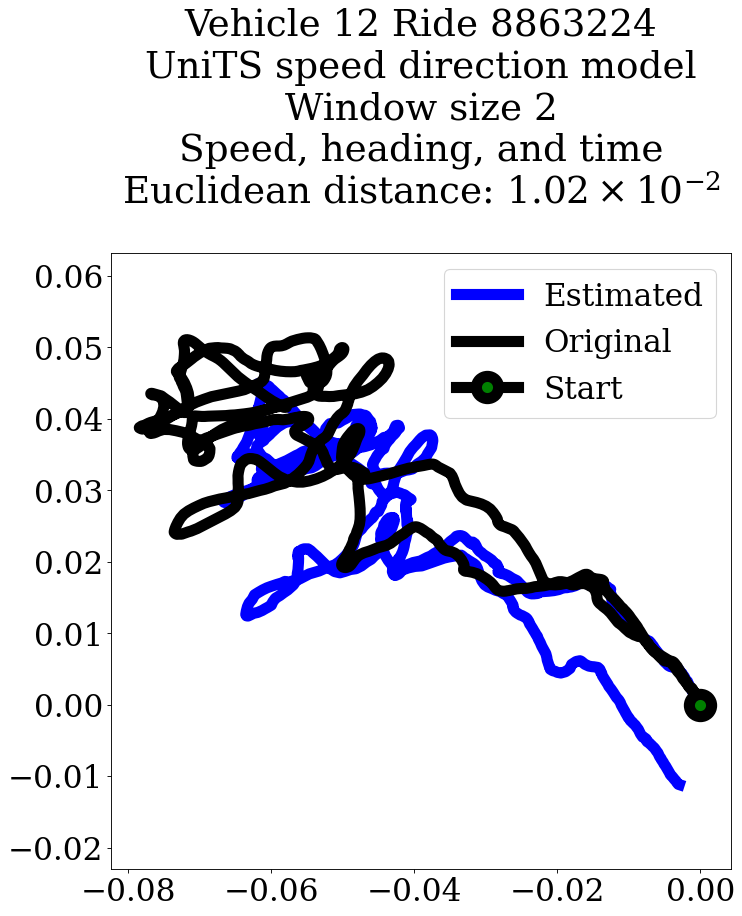 Vehicle 12 Ride 8863224
UniTS speed direction model
Window size 2
Speed, heading, and time
Euclidean distance: 1.02 × 10⁻²
Estimated
Original
Start
0.06
0.05
0.04
0.03
0.02
0.01
0.00
−0.01
−0.02
−0.08 −0.06 −0.04 −0.02 0.00